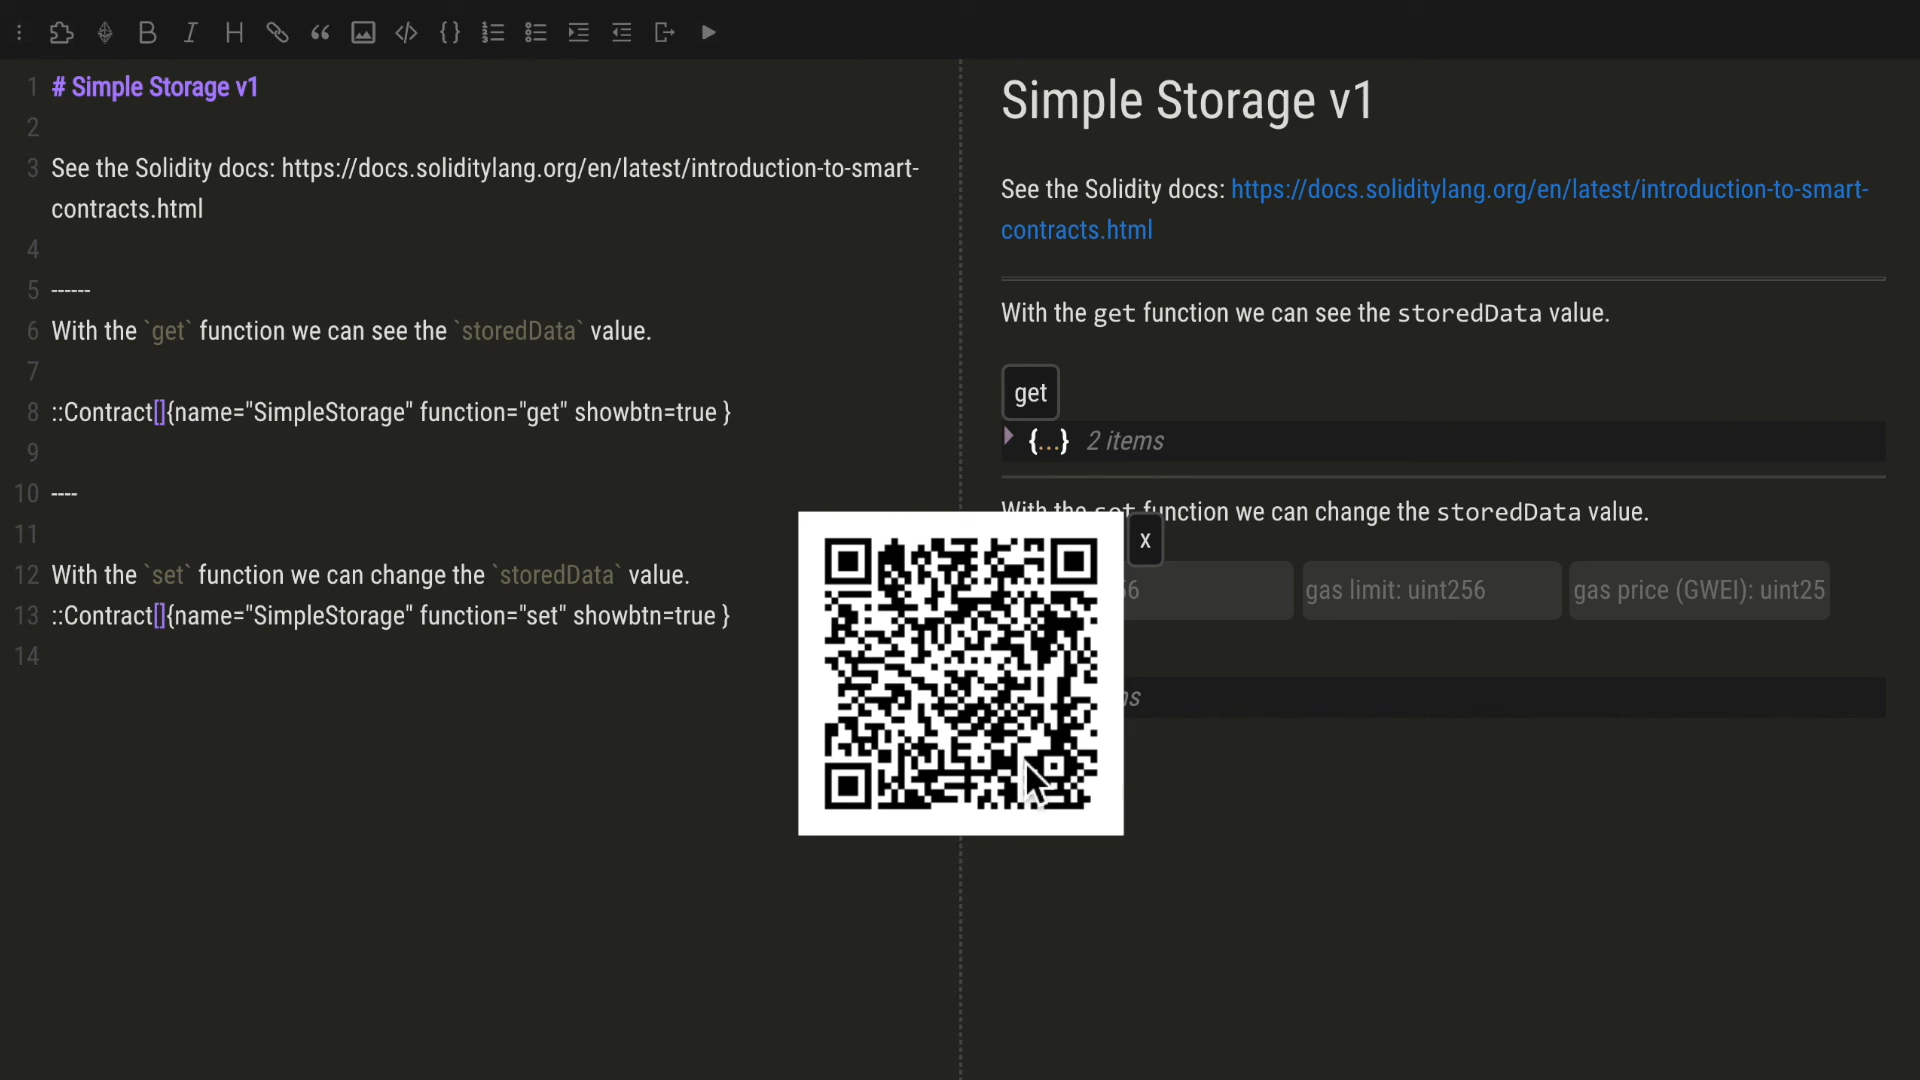 1 # Simple Storage v1
2
3 See the Solidity docs: https://docs.soliditylang.org/en/latest/introduction-to-smart-
contracts.html
4
5 ------
6 With the `get` function we can see the `storedData` value.
7
8 ::Contract[]{name="SimpleStorage" function="get" showbtn=true }
9
10 ----
11
12 With the `set` function we can change the `storedData` value.
13 ::Contract[]{name="SimpleStorage" function="set" showbtn=true }
14
Simple Storage v1
See the Solidity docs: https://docs.soliditylang.org/en/latest/introduction-to-smart-
contracts.html
With the get function we can see the storedData value.
get
{...} 2 items
With the set function we can change the storedData value.
x
gas limit: uint256
gas price (GWEI): uint25